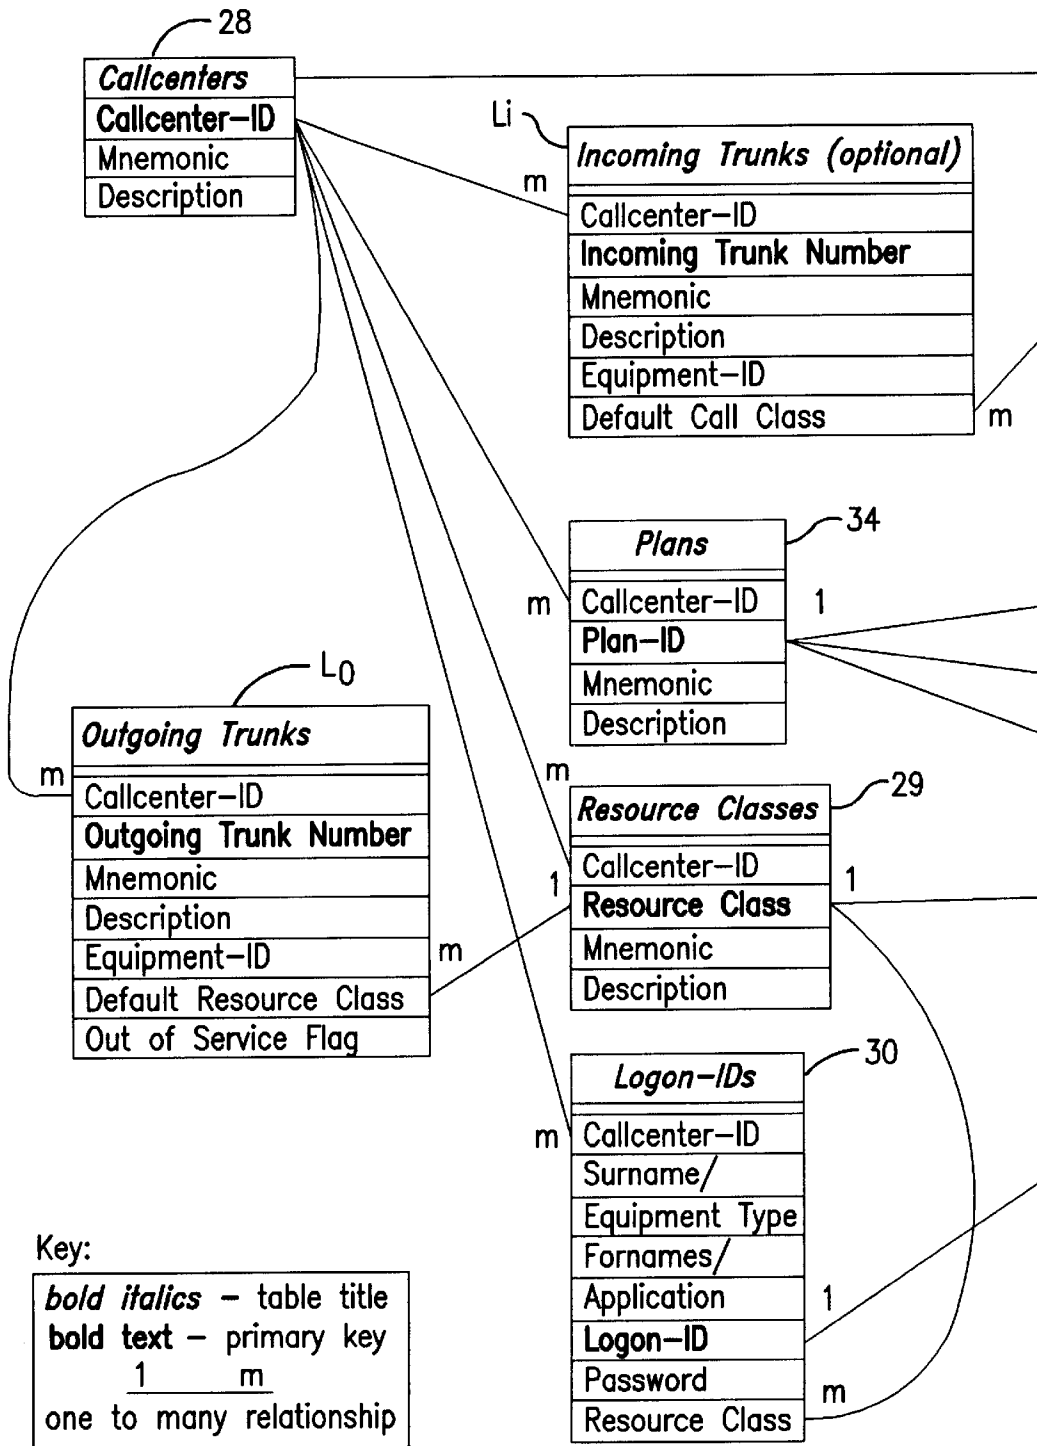 28
Callcenters
Callcenter-ID
Mnemonic
Description
Li
m
Incoming Trunks (optional)
Callcenter-ID
Incoming Trunk Number
Mnemonic
Description
Equipment-ID
Default Call Class
m
34
Plans
m
Callcenter-ID
1
Plan-ID
Mnemonic
Description
L0
Outgoing Trunks
m
Callcenter-ID
Outgoing Trunk Number
Mnemonic
Description
Equipment-ID
m
Default Resource Class
Out of Service Flag
m
29
Resource Classes
Callcenter-ID
1
1
Resource Class
Mnemonic
Description
30
Logon-IDs
m
Callcenter-ID
Surname/
Equipment Type
Fornames/
Application
1
Logon-ID
Password
m
Resource Class
Key:
bold italics - table title
bold text - primary key
1 m
one to many relationship